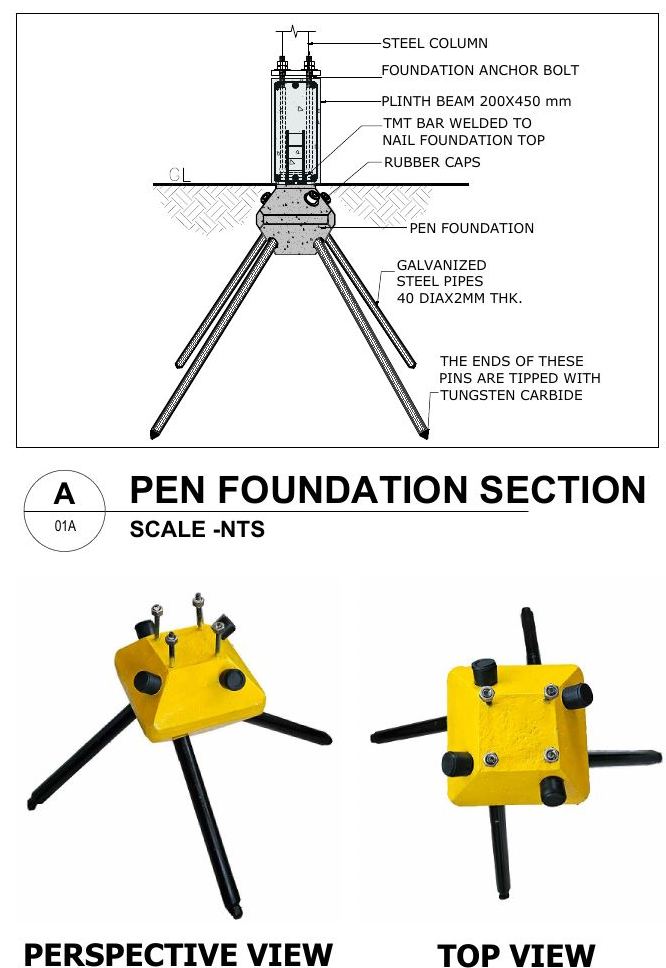 STEEL COLUMN
FOUNDATION ANCHOR BOLT
PLINTH BEAM 200X450 mm
TMT BAR WELDED TO
NAIL FOUNDATION TOP
RUBBER CAPS
GL
PEN FOUNDATION
GALVANIZED
STEEL PIPES
40 DIAX2MM THK.
THE ENDS OF THESE
PINS ARE TIPPED WITH
TUNGSTEN CARBIDE
A
01A
PEN FOUNDATION SECTION
SCALE -NTS
PERSPECTIVE VIEW
TOP VIEW